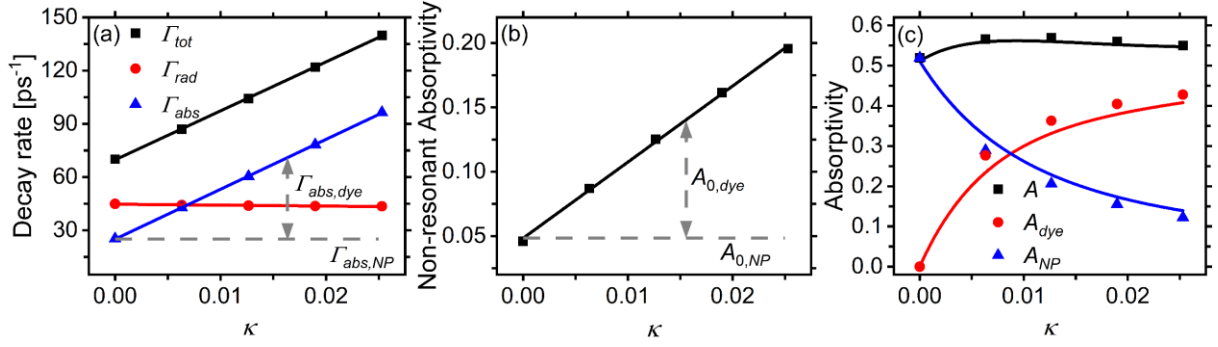 (a)
Γtot
Γrad
Γabs
Γabs,dye
Γabs,NP
Decay rate [ps⁻¹]
150
120
90
60
30
0.00
0.01
0.02
κ
(b)
A0,dye
A0,NP
Non-resonant Absorptivity
0.20
0.15
0.10
0.05
0.00
0.01
0.02
κ
(c)
A
Adye
ANP
Absorptivity
0.6
0.5
0.4
0.3
0.2
0.1
0.0
0.00
0.01
0.02
κ